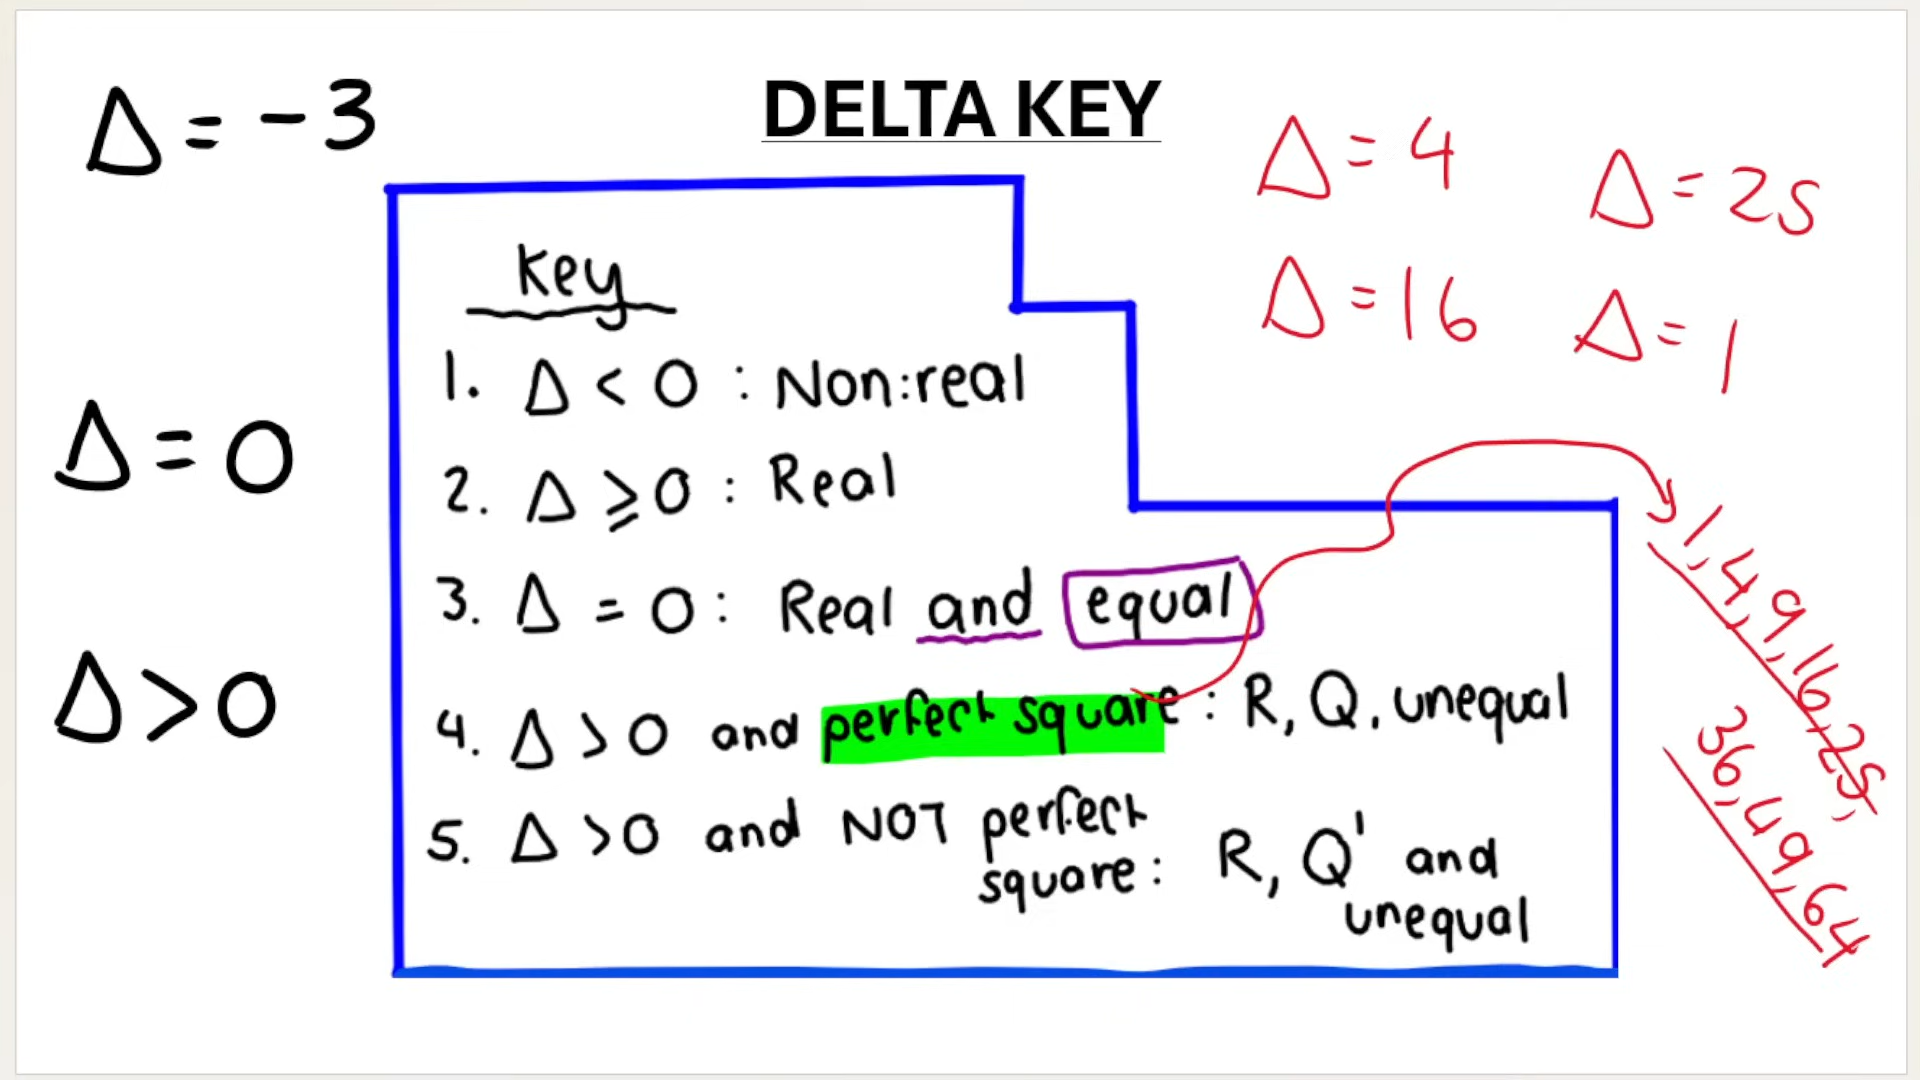 DELTA KEY
Δ = -3
Δ = 0
Δ > 0
Key
1. Δ < 0 : Non:real
2. Δ ⩾ 0 : Real
3. Δ = 0 : Real and equal
4. Δ > 0 and perfect square : R, Q, unequal
5. Δ > 0 and NOT perfect
square : R, Q' and
unequal
Δ = 4
Δ = 25
Δ = 16
Δ = 1
1, 4, 9, 16, 25,
36, 49, 64